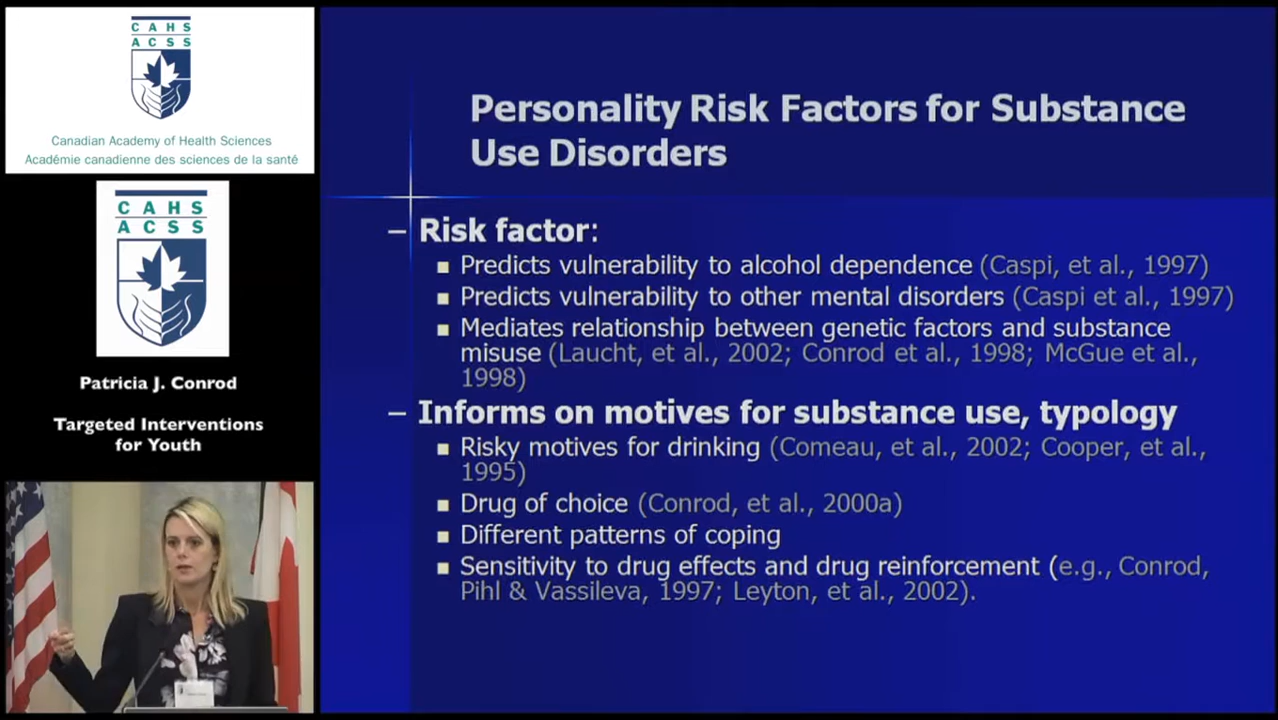 CAHS
ACSS
Canadian Academy of Health Sciences
Académie canadienne des sciences de la santé
CAHS
ACSS
Patricia J. Conrod
Targeted Interventions
for Youth
Personality Risk Factors for Substance
Use Disorders
– Risk factor:
■ Predicts vulnerability to alcohol dependence (Caspi, et al., 1997)
■ Predicts vulnerability to other mental disorders (Caspi et al., 1997)
■ Mediates relationship between genetic factors and substance
misuse (Laucht, et al., 2002; Conrod et al., 1998; McGue et al.,
1998)
– Informs on motives for substance use, typology
■ Risky motives for drinking (Comeau, et al., 2002; Cooper, et al.,
1995)
■ Drug of choice (Conrod, et al., 2000a)
■ Different patterns of coping
■ Sensitivity to drug effects and drug reinforcement (e.g., Conrod,
Pihl & Vassileva, 1997; Leyton, et al., 2002).